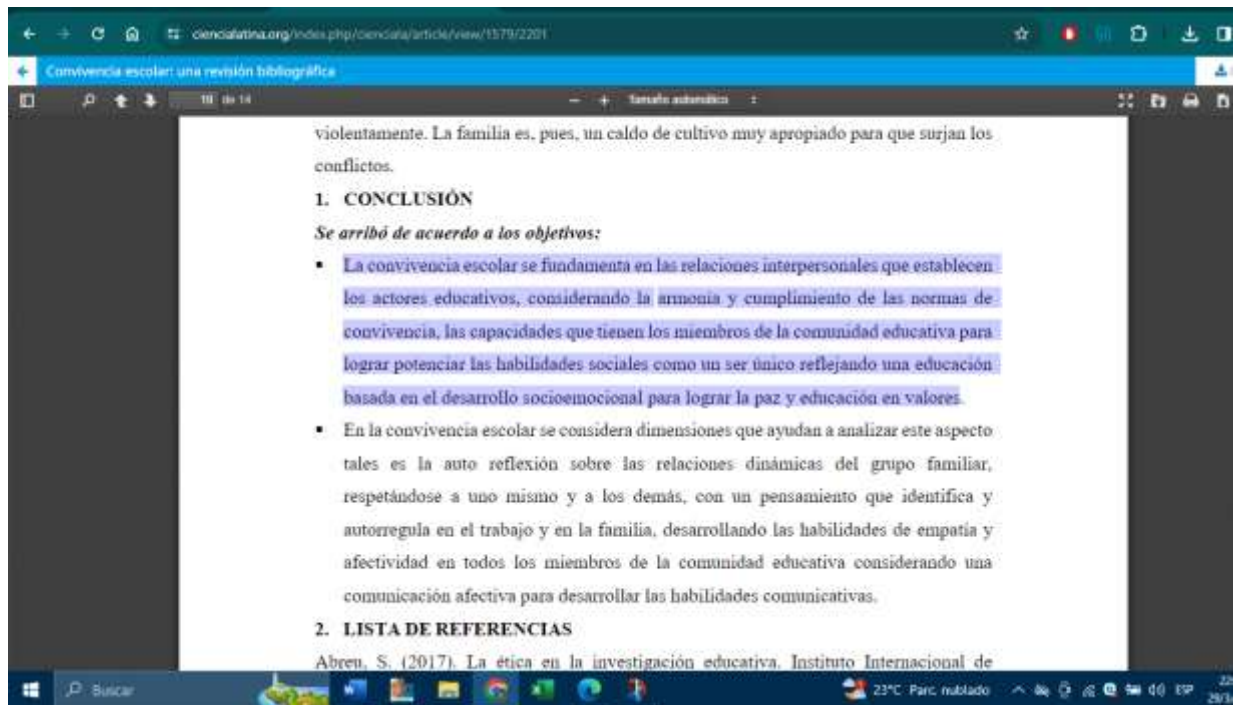 ciencialatina.org/index.php/ciencialа/article/view/1579/2201
Convivencia escolar: una revisión bibliográfica
10 de 14
Tamaño automático
violentamente. La familia es, pues, un caldo de cultivo muy apropiado para que surjan los
conflictos.
1. CONCLUSIÓN
Se arribó de acuerdo a los objetivos:
▪ La convivencia escolar se fundamenta en las relaciones interpersonales que establecen
los actores educativos, considerando la armonía y cumplimiento de las normas de
convivencia, las capacidades que tienen los miembros de la comunidad educativa para
lograr potenciar las habilidades sociales como un ser único reflejando una educación
basada en el desarrollo socioemocional para lograr la paz y educación en valores.
▪ En la convivencia escolar se considera dimensiones que ayudan a analizar este aspecto
tales es la auto reflexión sobre las relaciones dinámicas del grupo familiar,
respetándose a uno mismo y a los demás, con un pensamiento que identifica y
autorregula en el trabajo y en la familia, desarrollando las habilidades de empatía y
afectividad en todos los miembros de la comunidad educativa considerando una
comunicación afectiva para desarrollar las habilidades comunicativas.
2. LISTA DE REFERENCIAS
Abreu, S. (2017). La ética en la investigación educativa. Instituto Internacional de
Buscar
23°C Parc. nublado
ESP